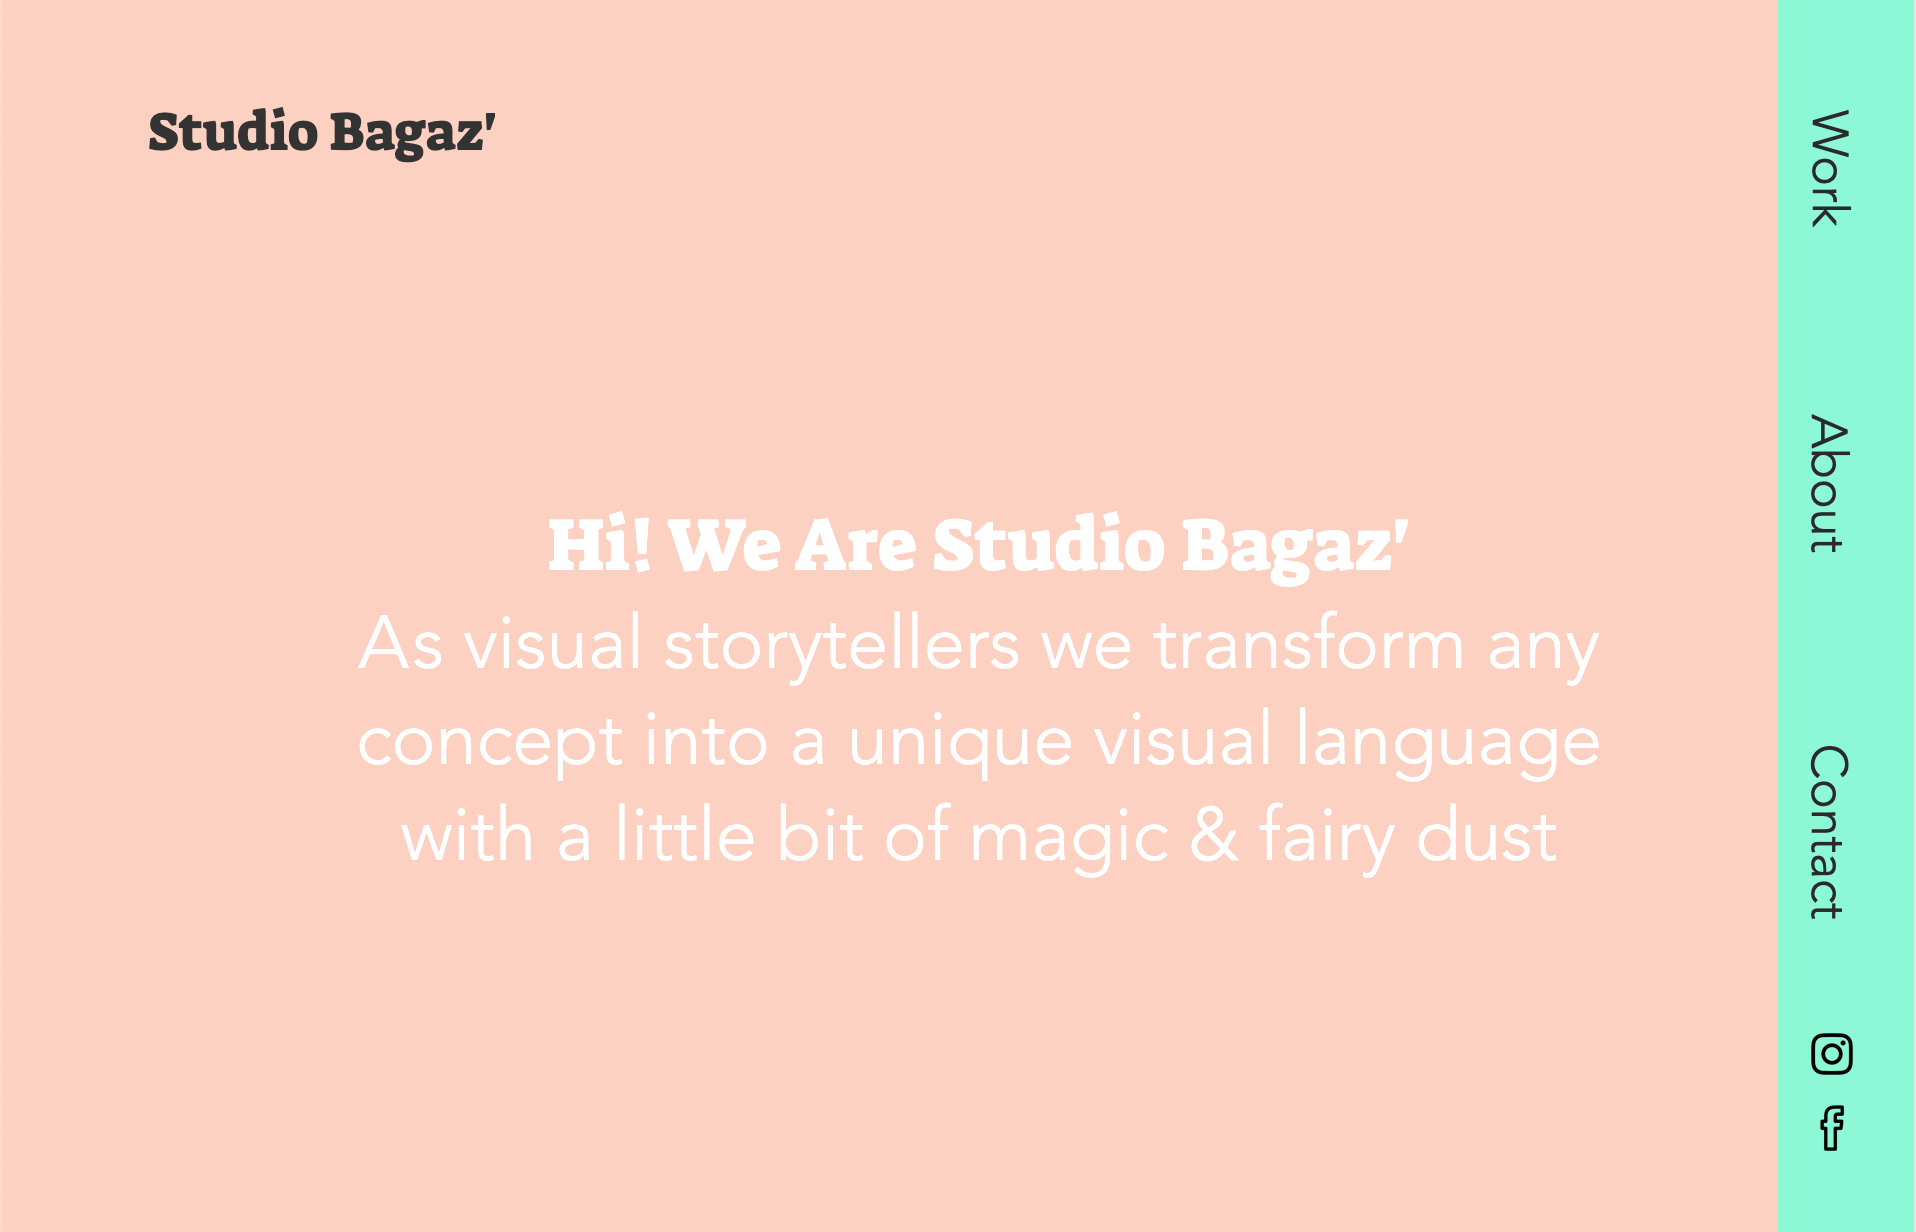 Studio Bagaz'
Hi! We Are Studio Bagaz'
As visual storytellers we transform any
concept into a unique visual language
with a little bit of magic & fairy dust
Work
About
Contact